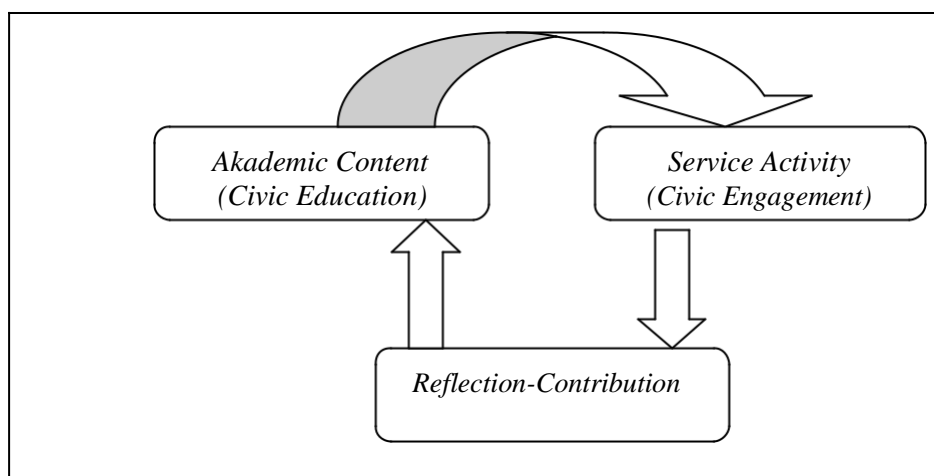 Akademic Content
(Civic Education)
Service Activity
(Civic Engagement)
Reflection-Contribution